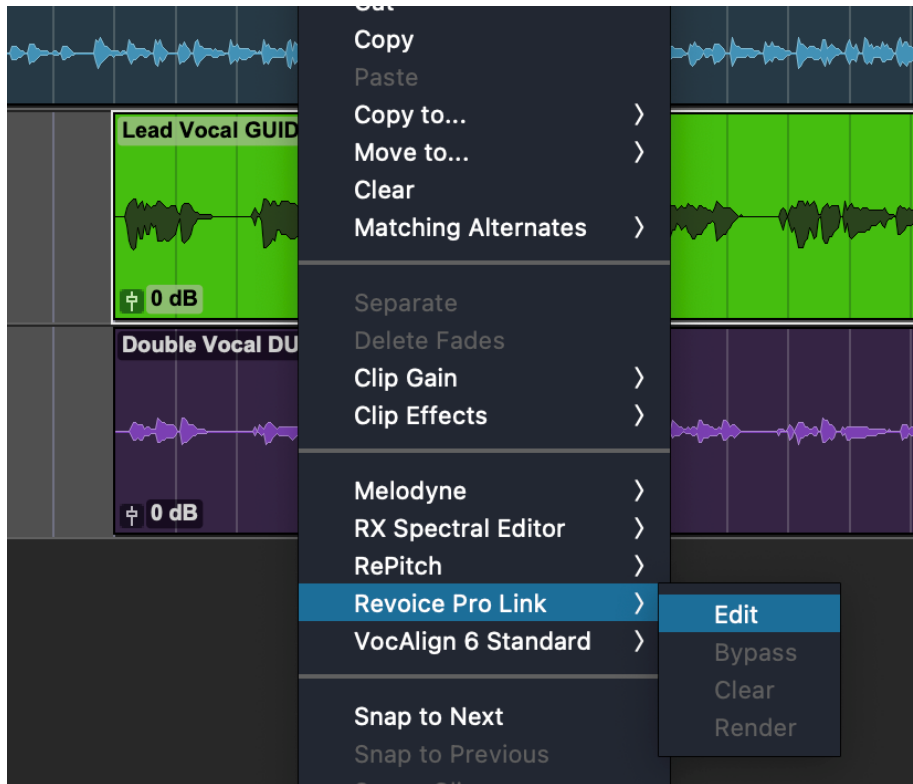 Cut
Copy
Paste
Copy to...
Move to...
Clear
Matching Alternates
Lead Vocal GUID
0 dB
Separate
Delete Fades
Clip Gain
Clip Effects
Double Vocal DU
0 dB
Melodyne
RX Spectral Editor
RePitch
Revoice Pro Link
VocAlign 6 Standard
Edit
Bypass
Clear
Render
Snap to Next
Snap to Previous